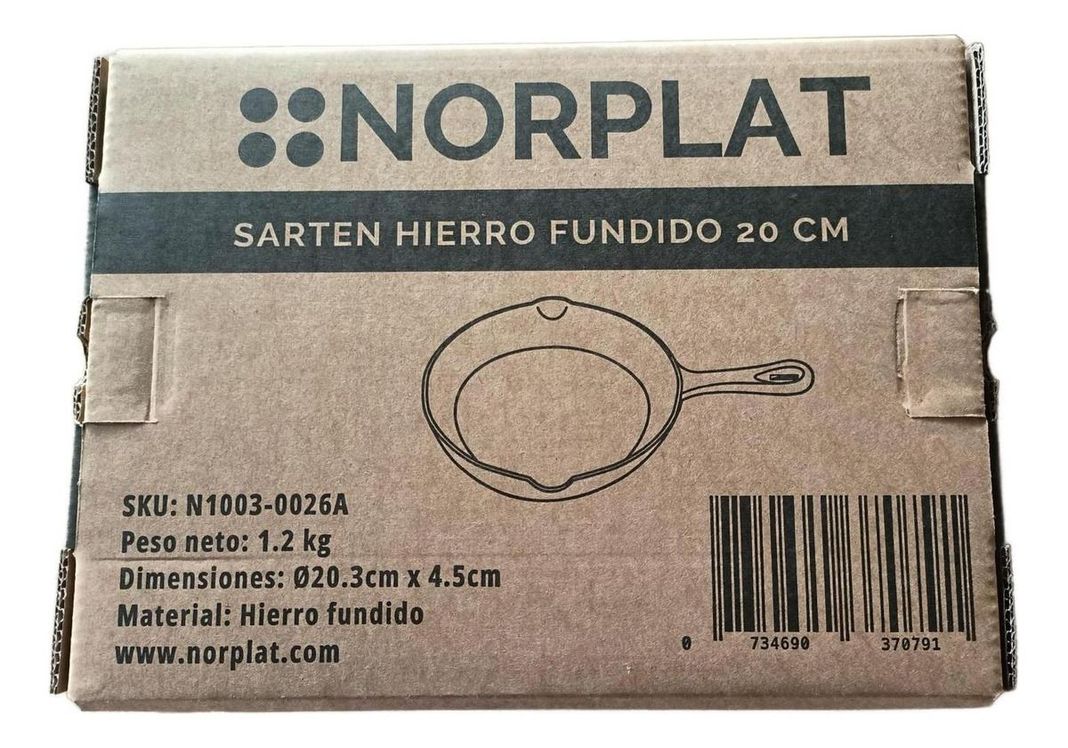 NORPLAT
SARTEN HIERRO FUNDIDO 20 CM
SKU: N1003-0026A
Peso neto: 1.2 kg
Dimensiones: Ø20.3cm x 4.5cm
Material: Hierro fundido
www.norplat.com
0 734690 370791